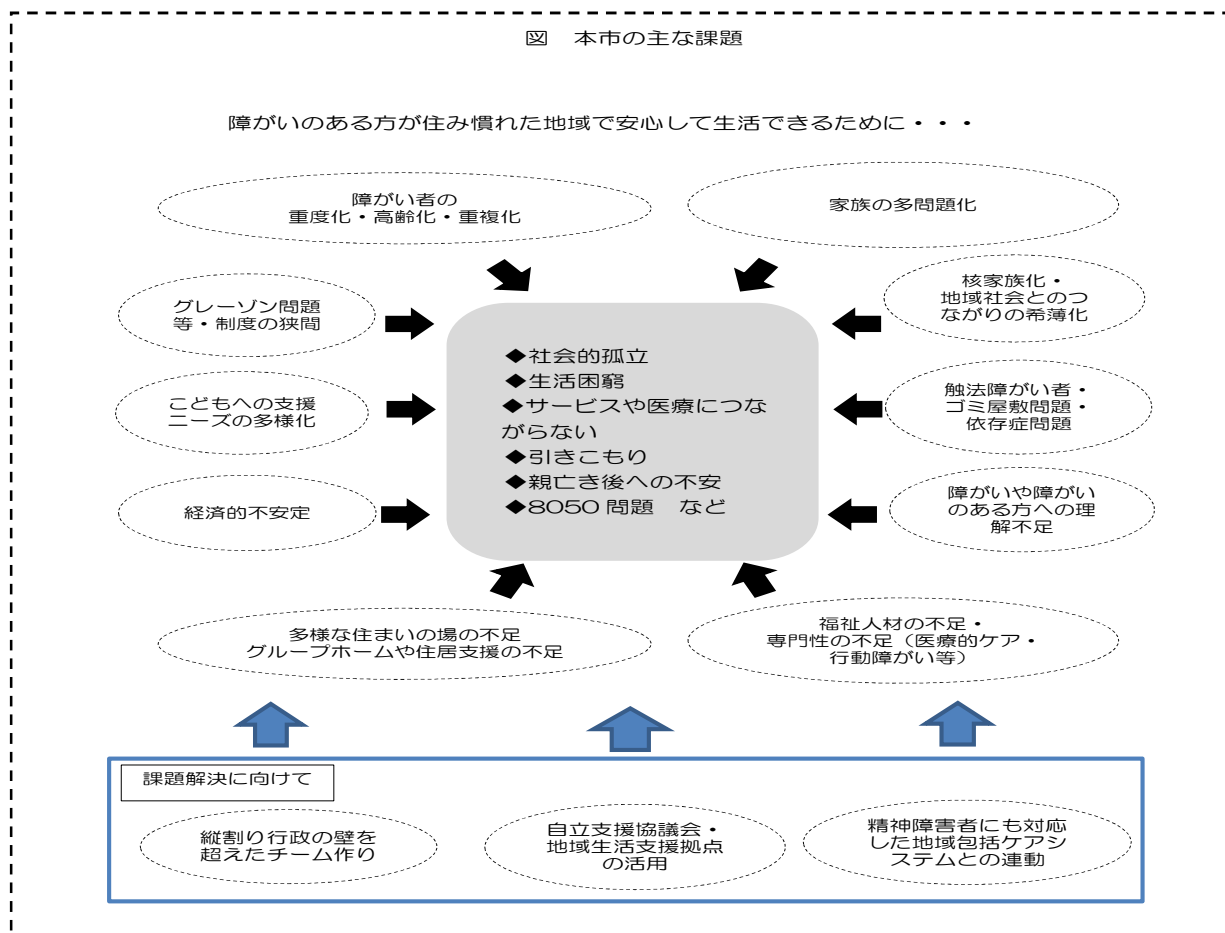 図 本市の主な課題
障がいのある方が住み慣れた地域で安心して生活できるために・・・
障がい者の
重度化・高齢化・重複化
家族の多問題化
グレーゾン問題
等・制度の狭間
核家族化・
地域社会とのつ
ながりの希薄化
◆社会的孤立
◆生活困窮
◆サービスや医療につな
がらない
◆引きこもり
◆親亡き後への不安
◆8050問題 など
こどもへの支援
ニーズの多様化
触法障がい者・
ゴミ屋敷問題・
依存症問題
経済的不安定
障がいや障がい
のある方への理
解不足
多様な住まいの場の不足
グループホームや住居支援の不足
福祉人材の不足・
専門性の不足（医療的ケア・
行動障がい等）
課題解決に向けて
縦割り行政の壁を
超えたチーム作り
自立支援協議会・
地域生活支援拠点
の活用
精神障害者にも対応
した地域包括ケアシ
ステムとの連動